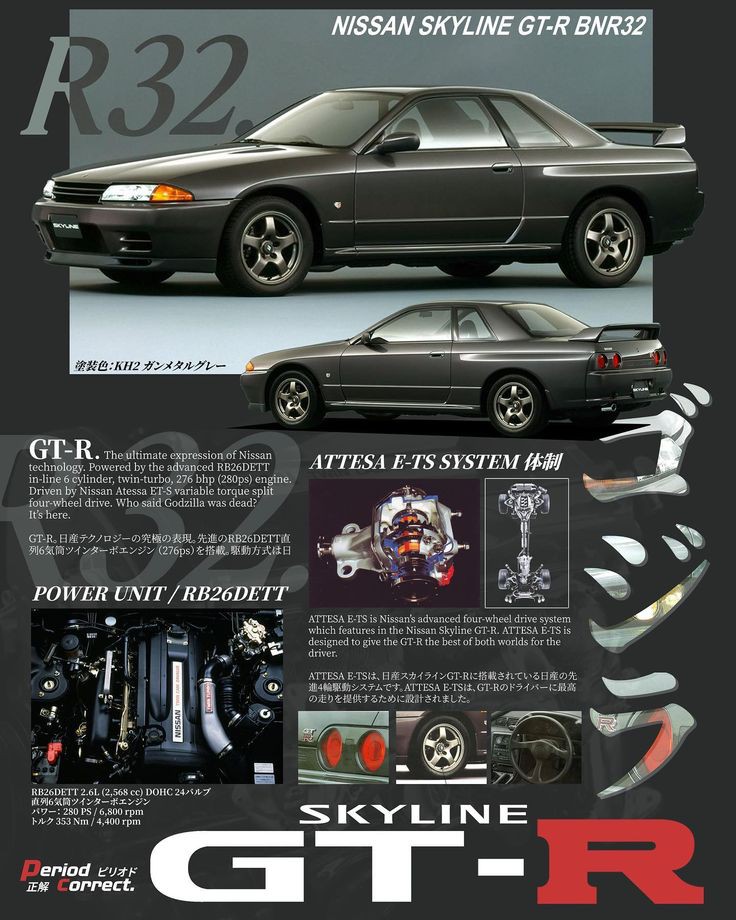 NISSAN SKYLINE GT-R BNR32
R32.
SKYLINE
塗装色:KH2 ガンメタルグレー
R32.
GT-R. The ultimate expression of Nissan
technology. Powered by the advanced RB26DETT
in-line 6 cylinder, twin-turbo, 276 bhp (280ps) engine.
Driven by Nissan Atessa ET-S variable torque split
four-wheel drive. Who said Godzilla was dead?
It's here.
GT-R。日産テクノロジーの究極の表現。先進のRB26DETT直
列6気筒ツインターボエンジン（276ps）を搭載。駆動方式は日
POWER UNIT / RB26DETT
NISSAN
RB26DETT 2.6L (2,568 cc) DOHC 24バルブ
直列6気筒ツインターボエンジン
パワー: 280 PS / 6,800 rpm
トルク 353 Nm / 4,400 rpm
ATTESA E-TS SYSTEM 体制
ATTESA E-TS is Nissan's advanced four-wheel drive system
which features in the Nissan Skyline GT-R. ATTESA E-TS is
designed to give the GT-R the best of both worlds for the
driver.
ATTESA E-TSは、日産スカイラインGT-Rに搭載されている日産の先
進4輪駆動システムです。ATTESA E-TSは、GT-Rのドライバーに最高
の走りを提供するために設計されました。
GT-R
ゴジラ
Period ピリオド
正解 Correct.
SKYLINE
GT-R